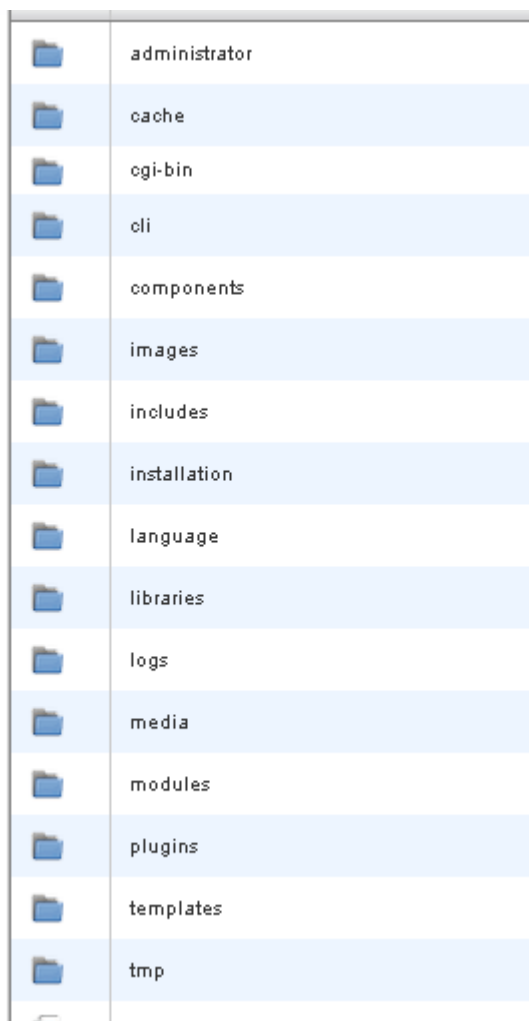 administrator
cache
cgi-bin
cli
components
images
includes
installation
language
libraries
logs
media
modules
plugins
templates
tmp